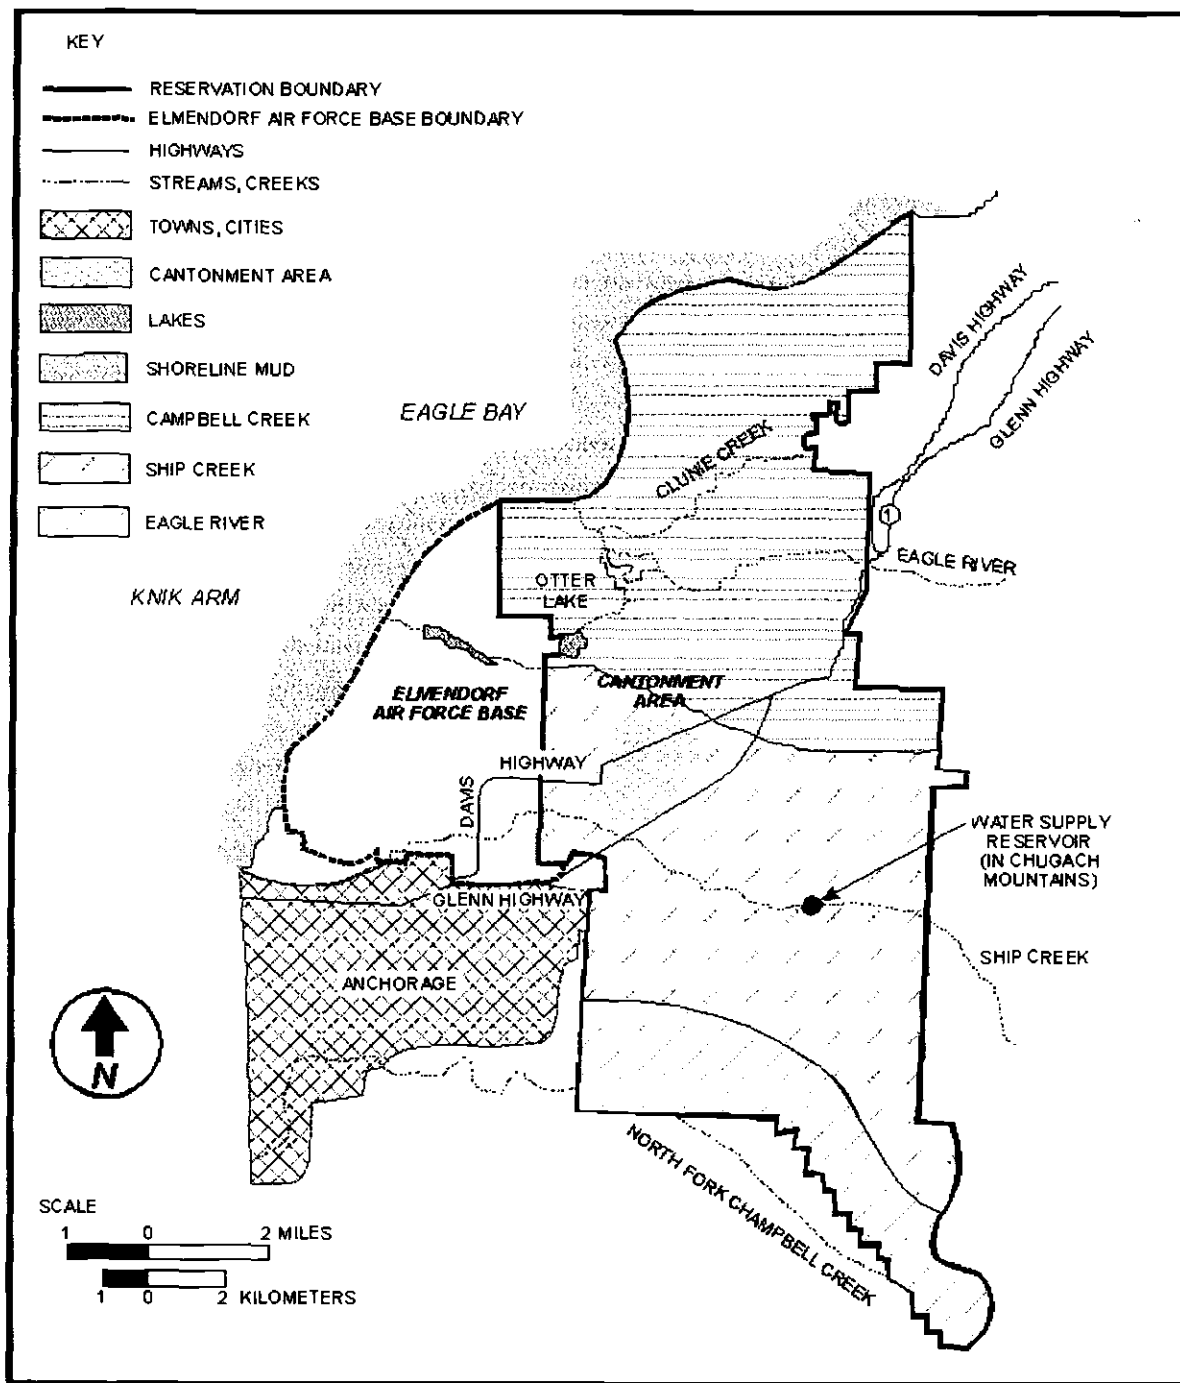 KEY
RESERVATION BOUNDARY
ELMENDORF AIR FORCE BASE BOUNDARY
HIGHWAYS
STREAMS, CREEKS
TOWNS, CITIES
CANTONMENT AREA
LAKES
SHORELINE MUD
CAMPBELL CREEK
SHIP CREEK
EAGLE RIVER
DAVIS HIGHWAY
GLENN HIGHWAY
EAGLE BAY
CLUNIE CREEK
1
EAGLE RIVER
KNIK ARM
OTTER
LAKE
ELMENDORF
AIR FORCE BASE
CANTONMENT
AREA
HIGHWAY
DAVIS
WATER SUPPLY
RESERVOIR
(IN CHUGACH
MOUNTAINS)
GLENN HIGHWAY
SHIP CREEK
ANCHORAGE
N
NORTH FORK CHAMPBELL CREEK
SCALE
1 0 2 MILES
1 0 2 KILOMETERS